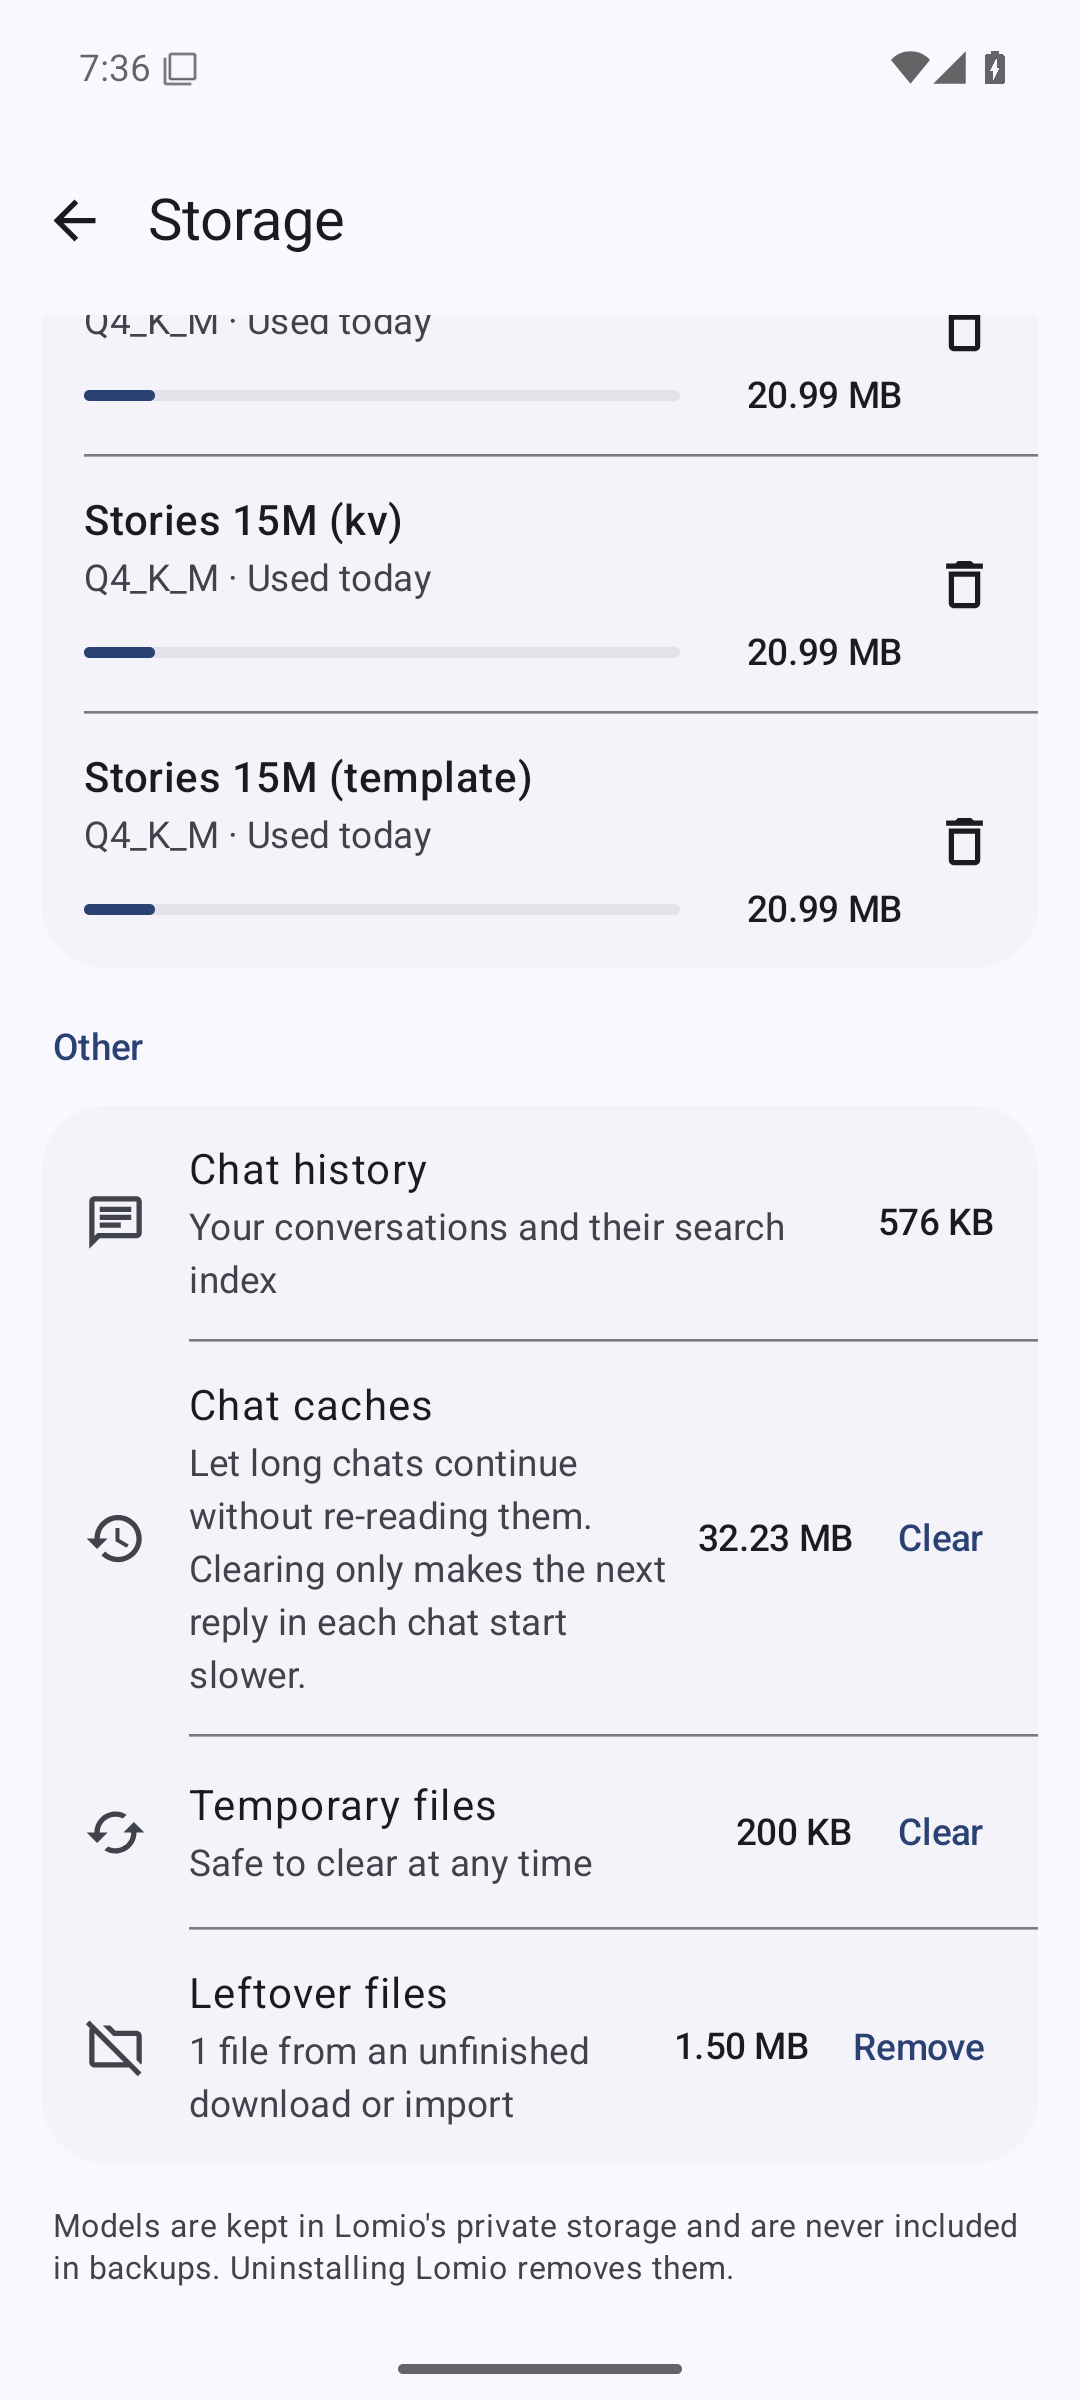 7:36
Storage
Q4_K_M · Used today
20.99 MB
Stories 15M (kv)
Q4_K_M · Used today
20.99 MB
Stories 15M (template)
Q4_K_M · Used today
20.99 MB
Other
Chat history
Your conversations and their search
index
576 KB
Chat caches
Let long chats continue
without re-reading them.
Clearing only makes the next
reply in each chat start
slower.
32.23 MB
Clear
Temporary files
Safe to clear at any time
200 KB
Clear
Leftover files
1 file from an unfinished
download or import
1.50 MB
Remove
Models are kept in Lomio's private storage and are never included
in backups. Uninstalling Lomio removes them.